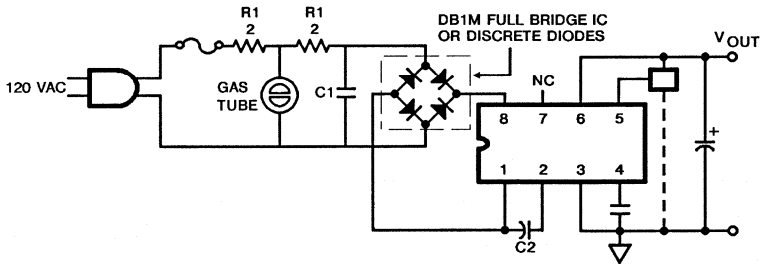 R1
2
R1
2
DB1M FULL BRIDGE IC
OR DISCRETE DIODES
V OUT
120 VAC
GAS
TUBE
C1
NC
8 7 6 5
1 2 3 4
+
C2